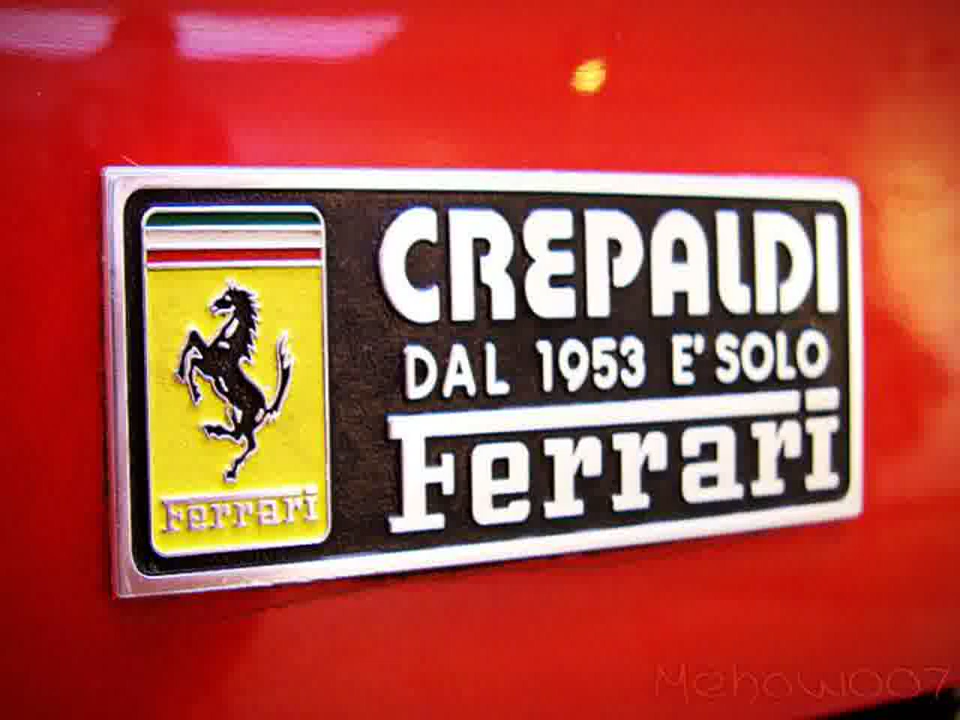 CREPALDI
DAL 1953 E' SOLO
Ferrari
Ferrari
Mehow007